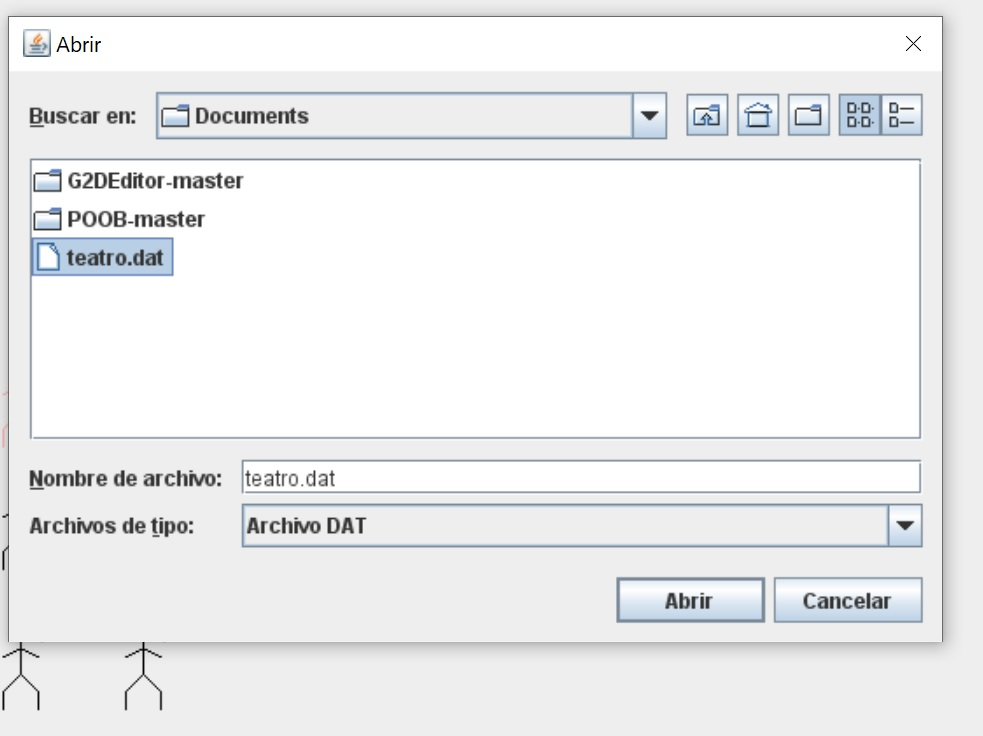 Abrir
Buscar en: Documents
G2DEditor-master
POOB-master
teatro.dat
Nombre de archivo: teatro.dat
Archivos de tipo: Archivo DAT
Abrir Cancelar